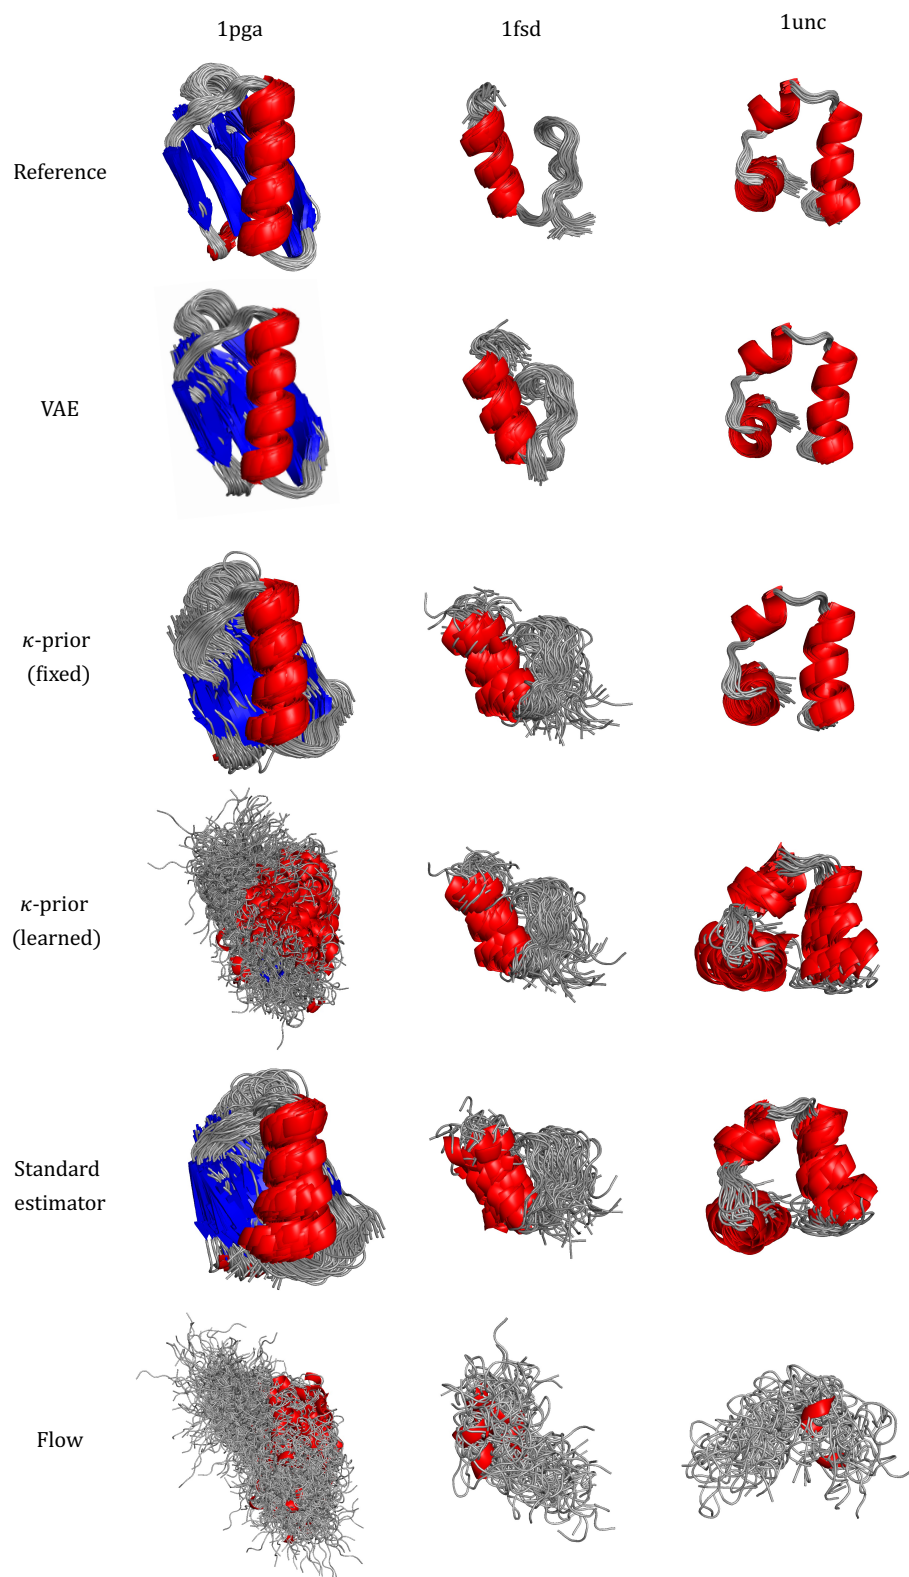 1pga 1fsd 1unc
Reference
VAE
κ-prior
(fixed)
κ-prior
(learned)
Standard
estimator
Flow